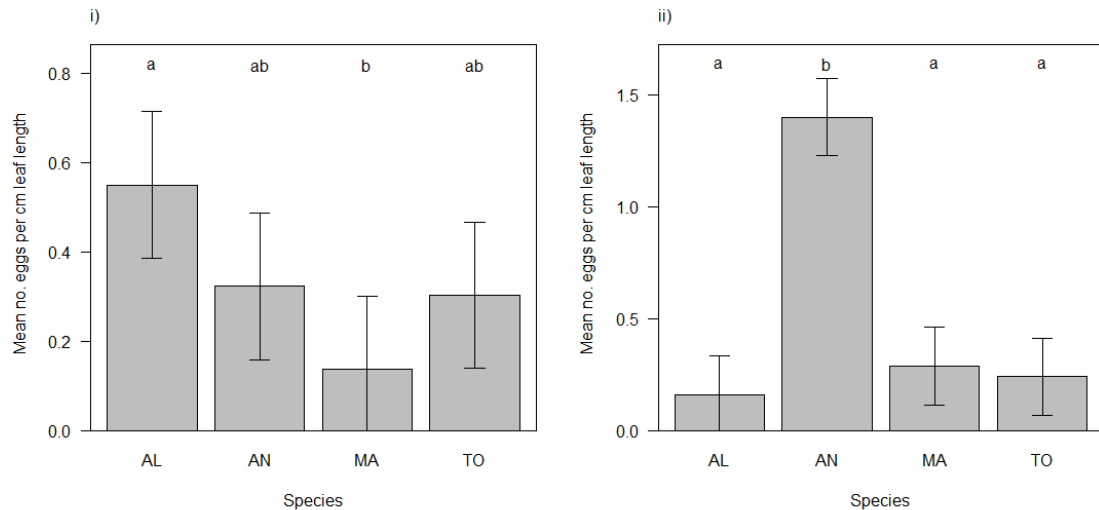 i)
a ab b ab
Mean no. eggs per cm leaf length
0.8
0.6
0.4
0.2
0.0
AL AN MA TO
Species
ii)
a b a a
Mean no. eggs per cm leaf length
1.5
1.0
0.5
0.0
AL AN MA TO
Species